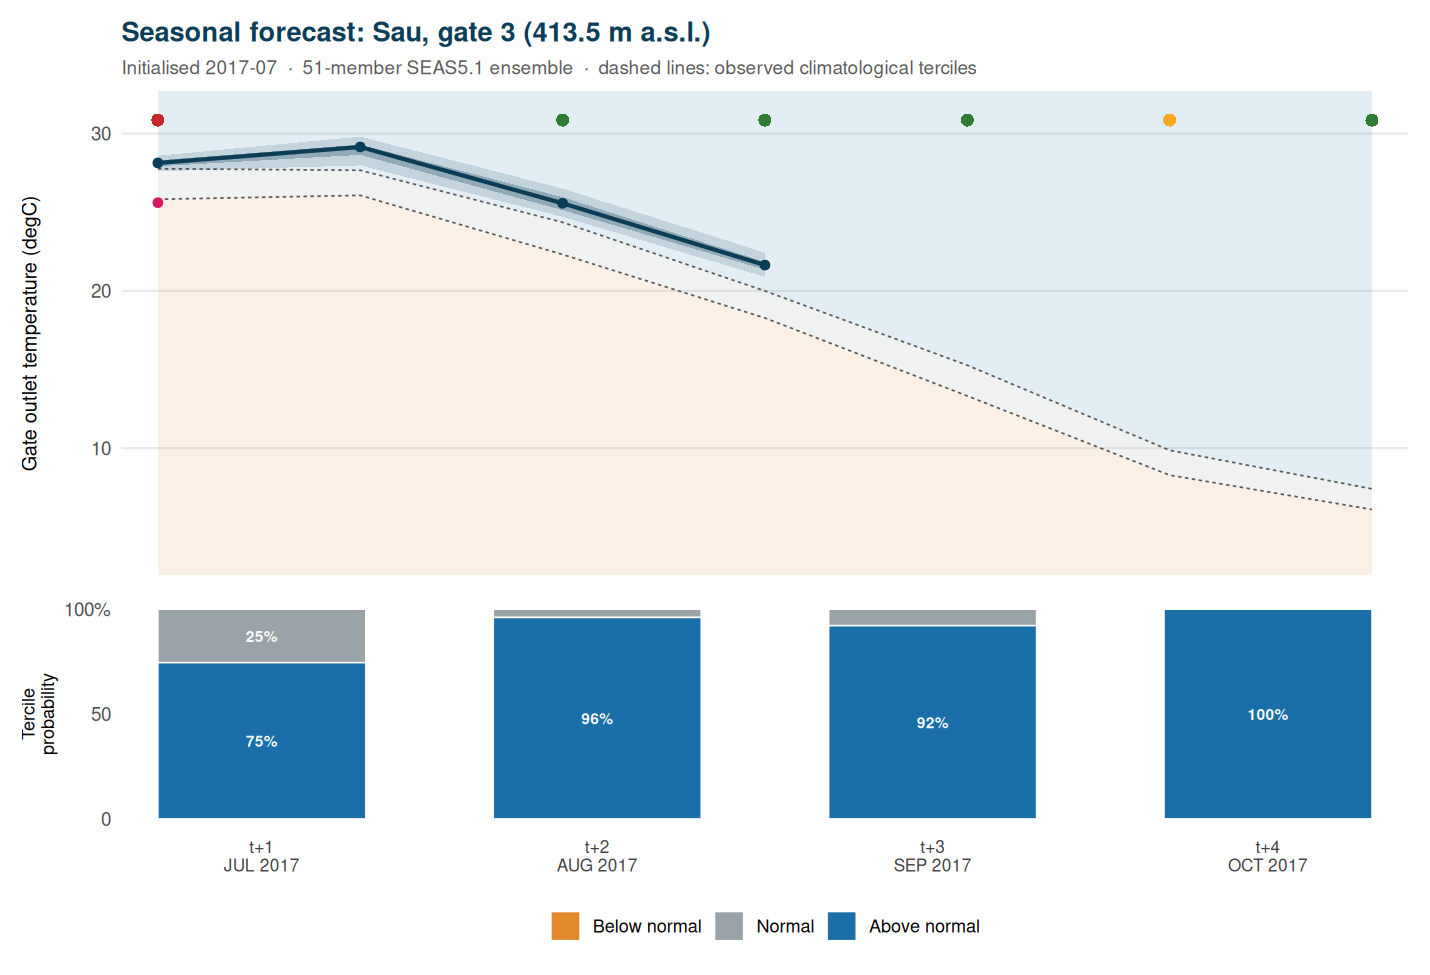 Seasonal forecast: Sau, gate 3 (413.5 m a.s.l.)
Initialised 2017-07 · 51-member SEAS5.1 ensemble · dashed lines: observed climatological terciles
Gate outlet temperature (degC)
30
20
10
Tercile
probability
100%
50
0
25%
75%
96%
92%
100%
t+1
JUL 2017
t+2
AUG 2017
t+3
SEP 2017
t+4
OCT 2017
Below normal
Normal
Above normal